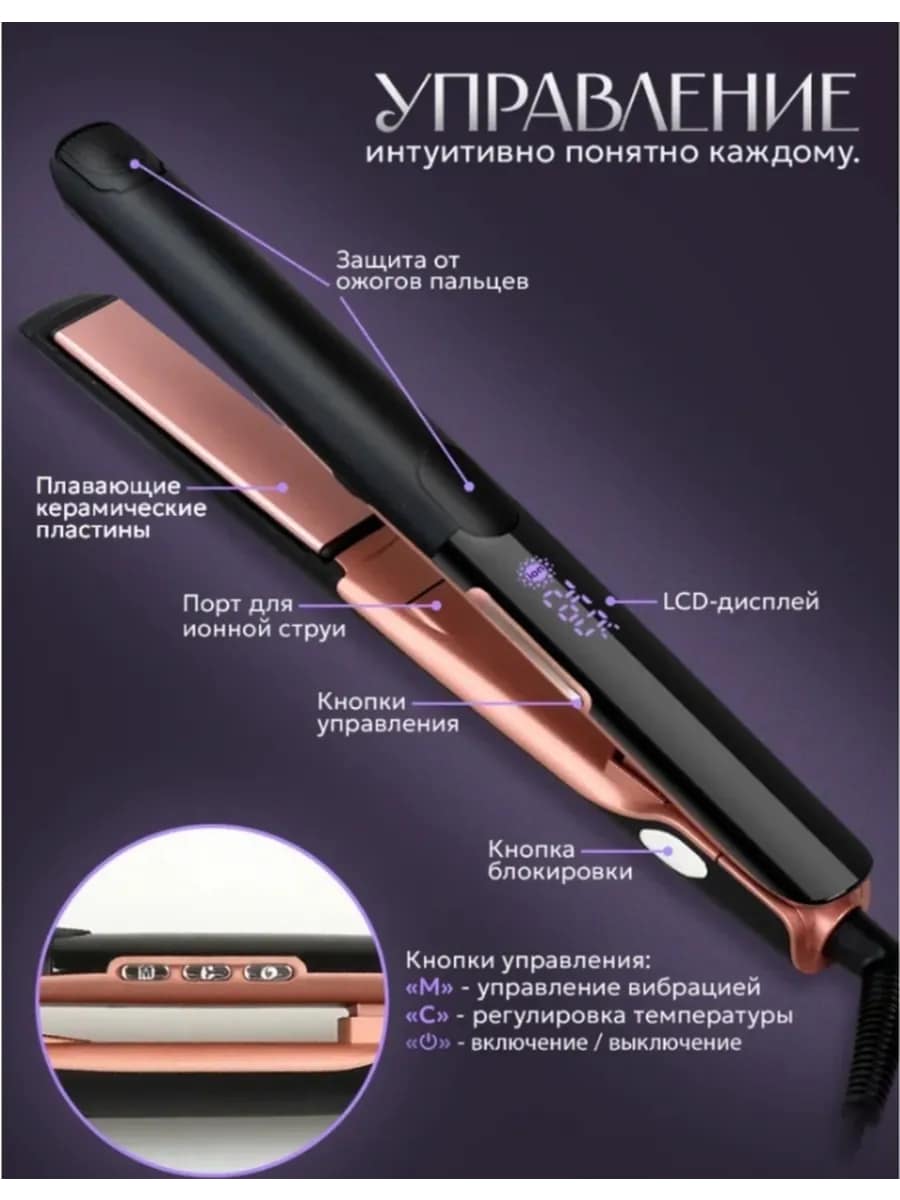 УПРАВЛЕНИЕ
интуитивно понятно каждому.
Защита от
ожогов пальцев
Плавающие
керамические
пластины
ion
Порт для
ионной струи
LCD-дисплей
Кнопки
управления
Кнопка
блокировки
M C
Кнопки управления:
«M» - управление вибрацией
«C» - регулировка температуры
«⏻» - включение / выключение